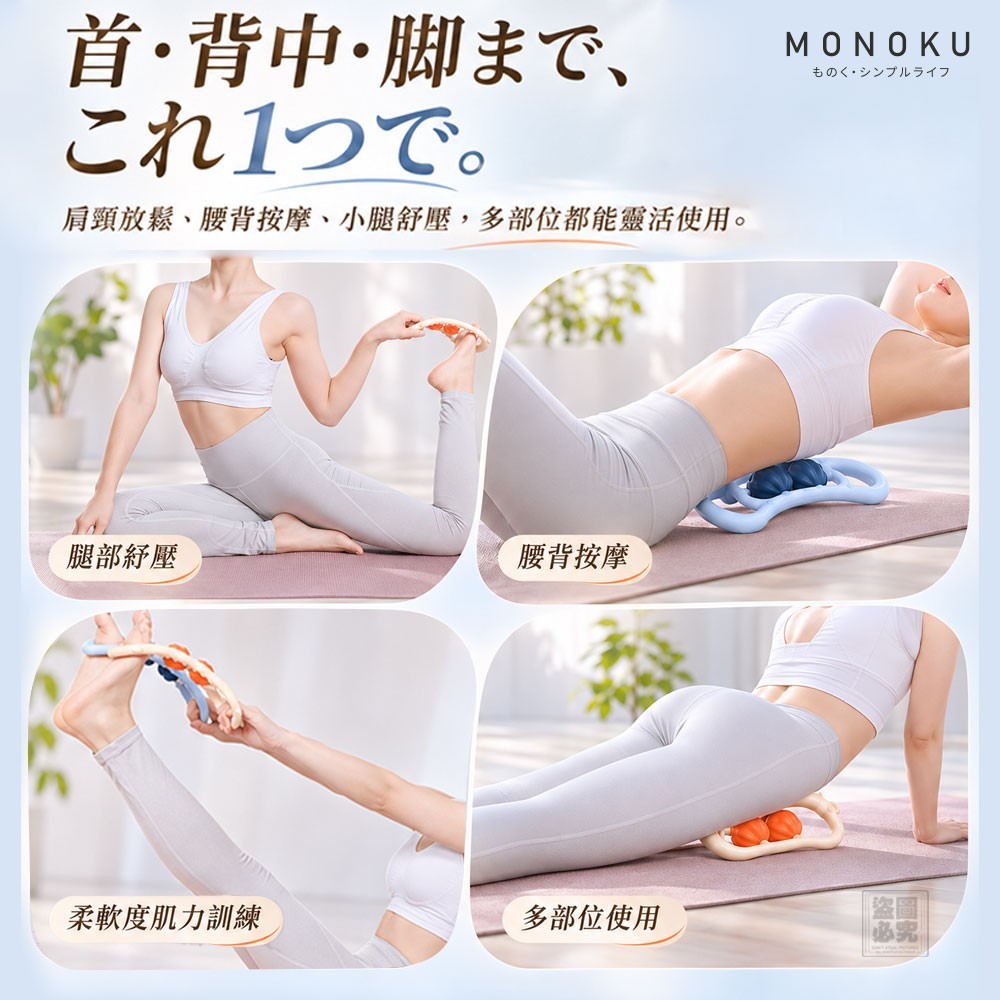 首・背中・脚まで、
これ1つで。
MONOKU
ものく・シンプルライフ
肩頸放鬆、腰背按摩、小腿舒壓，多部位都能靈活使用。
腿部紓壓
腰背按摩
柔軟度肌力訓練
多部位使用
盜圖
必究